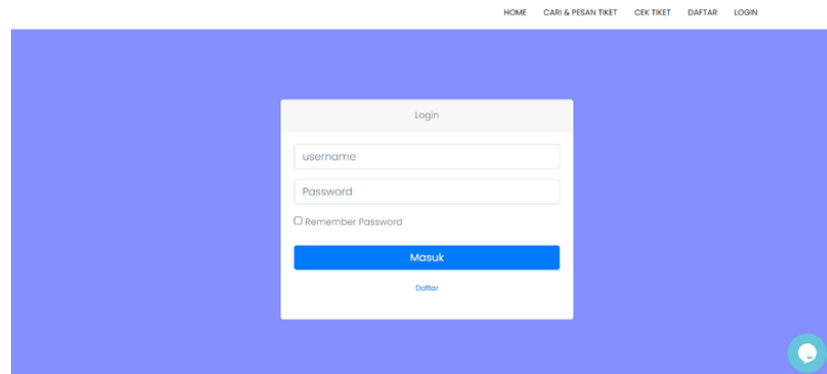 HOME CARI & PESAN TIKET CEK TIKET DAFTAR LOGIN
Login
username
Password
Remember Password
Masuk
Daftar